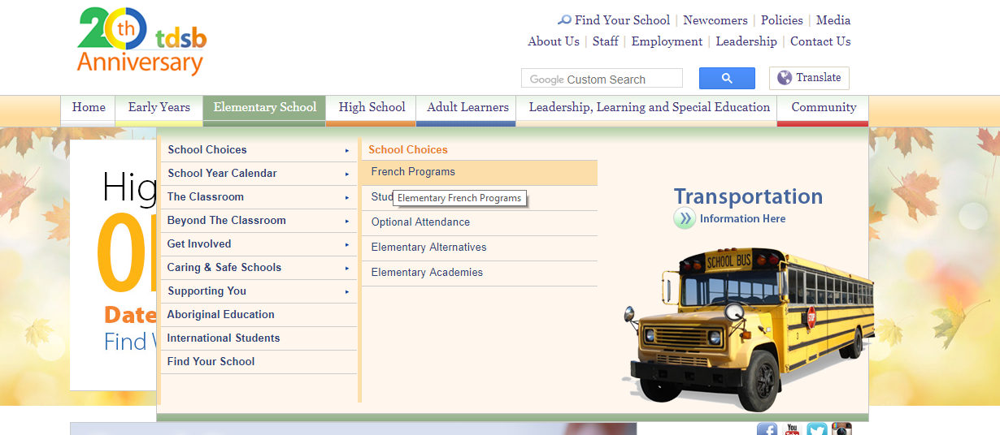 20th tdsb
Anniversary
Find Your School | Newcomers | Policies | Media
About Us | Staff | Employment | Leadership | Contact Us
Google Custom Search
Translate
Home
Early Years
Elementary School
High School
Adult Learners
Leadership, Learning and Special Education
Community
School Choices
School Year Calendar
The Classroom
Beyond The Classroom
Get Involved
Caring & Safe Schools
Supporting You
Aboriginal Education
International Students
Find Your School
School Choices
French Programs
Stud
Elementary French Programs
Optional Attendance
Elementary Alternatives
Elementary Academies
Transportation
Information Here
SCHOOL BUS
STOP
Hig
Date
Find
You
Tube